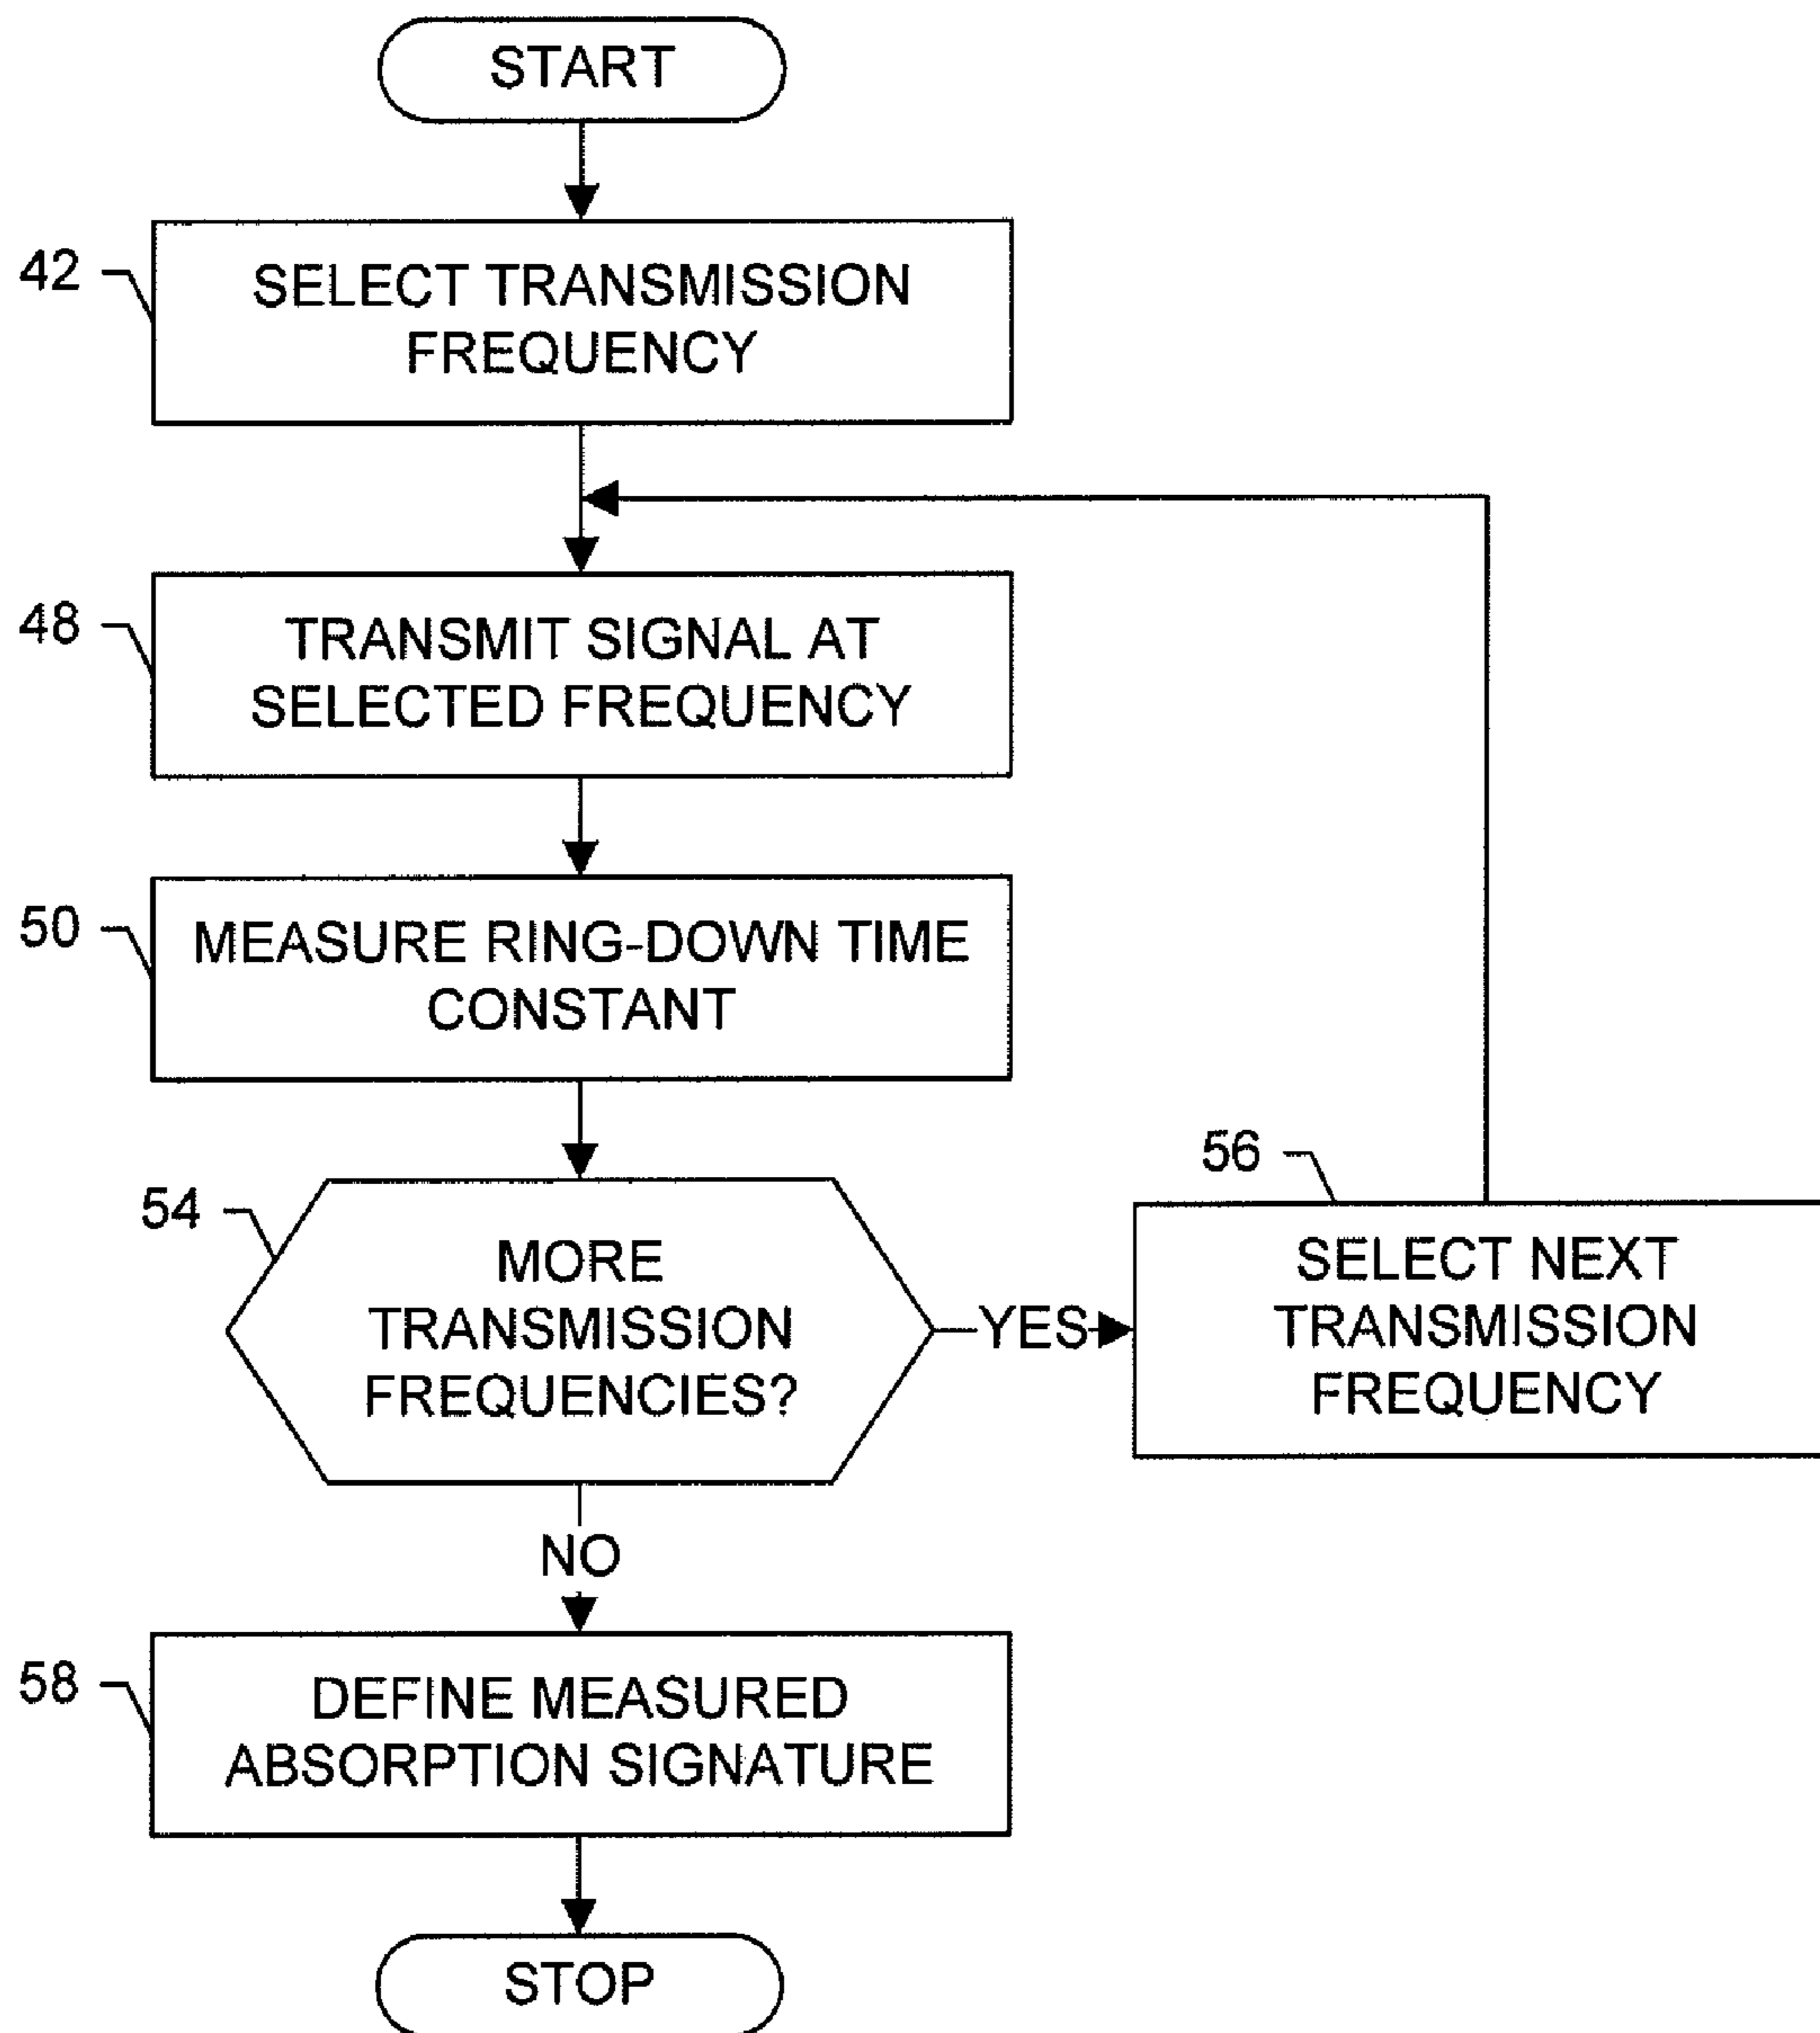 START
42
SELECT TRANSMISSION
FREQUENCY
48
TRANSMIT SIGNAL AT
SELECTED FREQUENCY
50
MEASURE RING-DOWN TIME
CONSTANT
54
MORE
TRANSMISSION
FREQUENCIES?
YES
56
SELECT NEXT
TRANSMISSION
FREQUENCY
NO
58
DEFINE MEASURED
ABSORPTION SIGNATURE
STOP